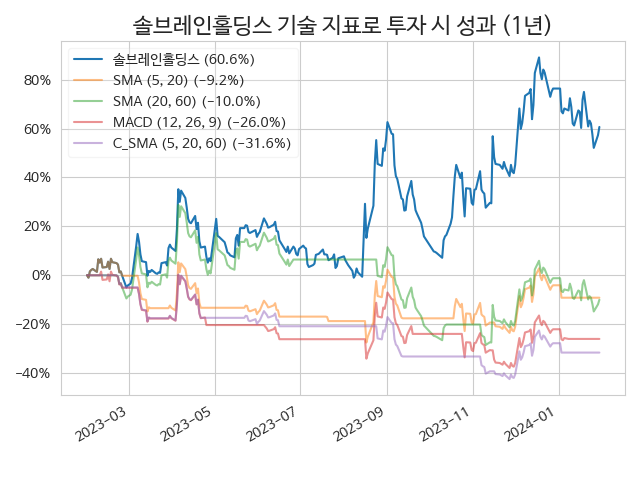 솔브레인홀딩스 기술 지표로 투자 시 성과 (1년)
솔브레인홀딩스 (60.6%)
SMA (5, 20) (−9.2%)
SMA (20, 60) (−10.0%)
MACD (12, 26, 9) (−26.0%)
C_SMA (5, 20, 60) (−31.6%)
80%
60%
40%
20%
0%
−20%
−40%
2023−03
2023−05
2023−07
2023−09
2023−11
2024−01